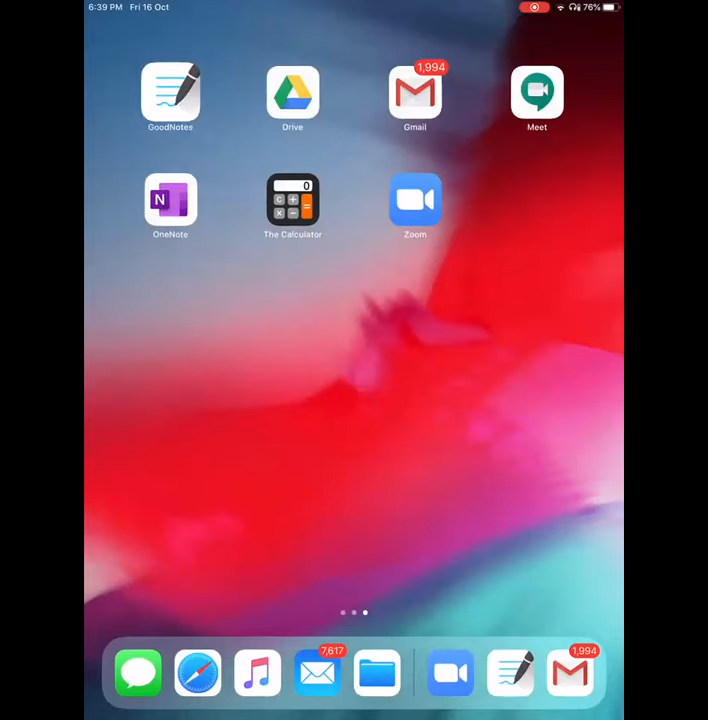 6:39 PM Fri 16 Oct 76%
1,994
GoodNotes Drive Gmail Meet
N 0
C + × − =
OneNote The Calculator Zoom
7,617 1,994